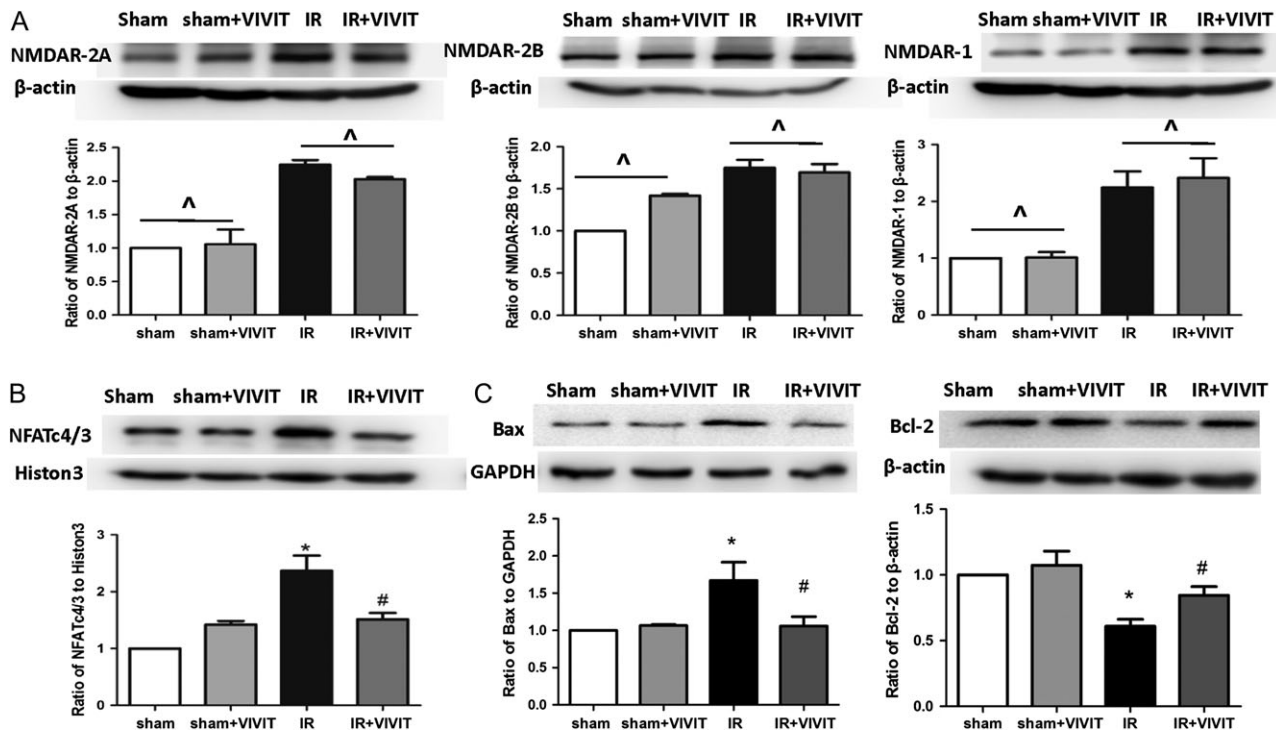 A
Sham sham+VIVIT IR IR+VIVIT
NMDAR-2A
β-actin
^
^
Ratio of NMDAR-2A to β-actin
2.5
2.0
1.5
1.0
0.5
0.0
sham sham+VIVIT IR IR+VIVIT
Sham sham+VIVIT IR IR+VIVIT
NMDAR-2B
β-actin
^
^
Ratio of NMDAR-2B to β-actin
2.0
1.5
1.0
0.5
0.0
sham sham+VIVIT IR IR+VIVIT
Sham sham+VIVIT IR IR+VIVIT
NMDAR-1
β-actin
^
^
Ratio of NMDAR-1 to β-actin
3
2
1
0
sham sham+VIVIT IR IR+VIVIT
B
Sham sham+VIVIT IR IR+VIVIT
NFATc4/3
Histon3
Ratio of NFATc4/3 to Histon3
3
2
1
0
*
#
sham sham+VIVIT IR IR+VIVIT
C
Sham sham+VIVIT IR IR+VIVIT
Bax
GAPDH
Ratio of Bax to GAPDH
2.5
2.0
1.5
1.0
0.5
0.0
*
#
sham sham+VIVIT IR IR+VIVIT
Sham sham+VIVIT IR IR+VIVIT
Bcl-2
β-actin
Ratio of Bcl-2 to β-actin
1.5
1.0
0.5
0.0
*
#
sham sham+VIVIT IR IR+VIVIT